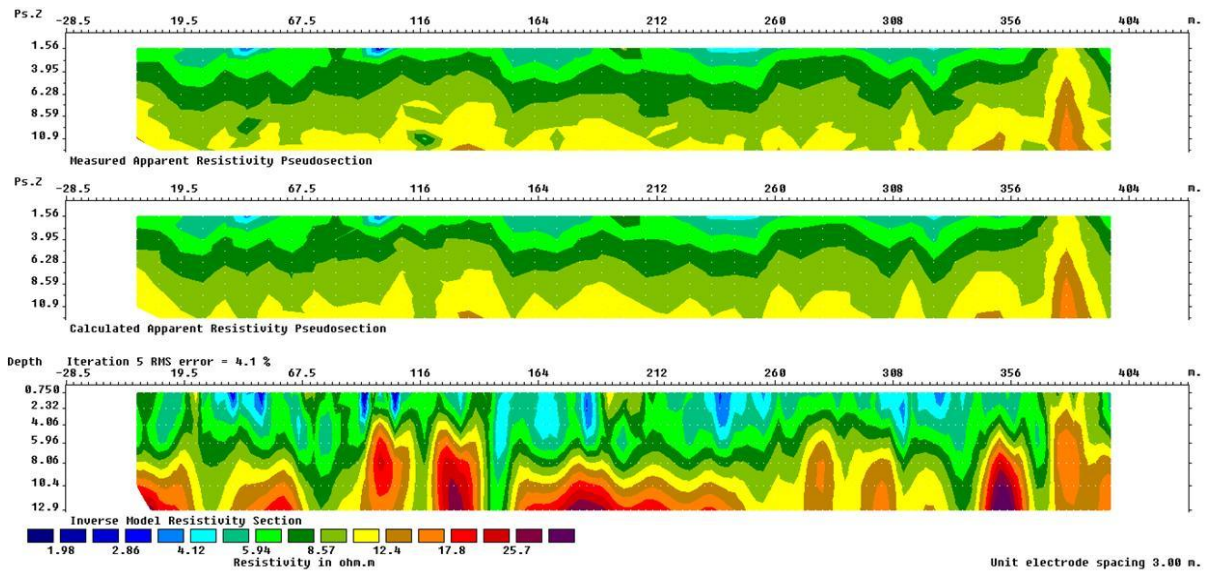 Ps.Z -28.5 19.5 67.5 116 164 212 260 308 356 404 m.
1.56
3.95
6.28
8.59
10.9
Measured Apparent Resistivity Pseudosection
Ps.Z -28.5 19.5 67.5 116 164 212 260 308 356 404 m.
1.56
3.95
6.28
8.59
10.9
Calculated Apparent Resistivity Pseudosection
Depth Iteration 5 RMS error = 4.1 %
-28.5 19.5 67.5 116 164 212 260 308 356 404 m.
0.750
2.32
4.06
5.96
8.06
10.4
12.9
Inverse Model Resistivity Section
1.98 2.86 4.12 5.94 8.57 12.4 17.8 25.7
Resistivity in ohm.m
Unit electrode spacing 3.00 m.